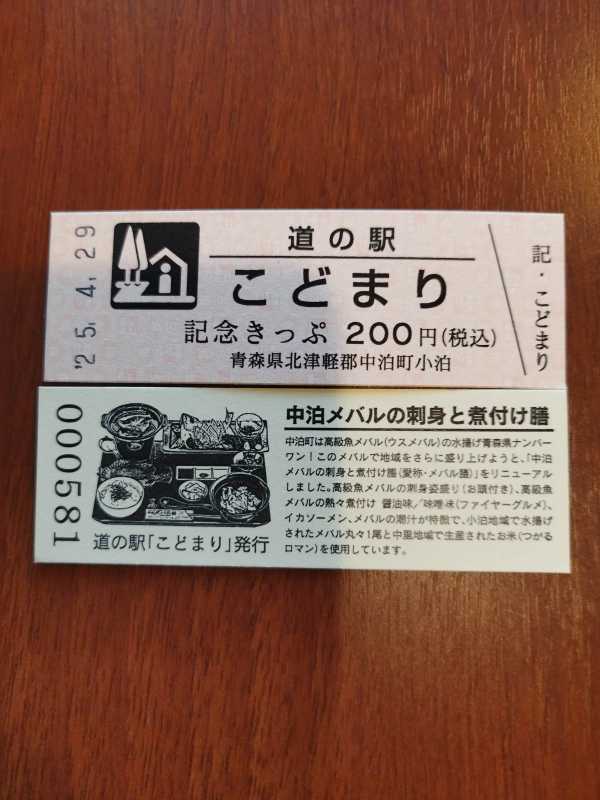 '25.4.29
道の駅
こどまり
記念きっぷ 200円(税込)
青森県北津軽郡中泊町小泊
記・こどまり
000581
道の駅「こどまり」発行
中泊メバルの刺身と煮付け膳
中泊町は高級魚メバル(ウスメバル)の水揚げ青森県ナンバー
ワン!このメバルで地域をさらに盛り上げようと、「中泊
メバルの刺身と煮付け膳(愛称・メバル膳)」をリニューアル
しました。高級魚メバルの刺身姿盛り(お頭付き)、高級魚
メバルの熱々煮付け 醤油味/味噌味(ファイヤーグルメ)、
イカソーメン、メバルの潮汁が特徴で、小泊地域で水揚げ
されたメバル丸々1尾と中里地域で生産されたお米(つがる
ロマン)を使用しています。